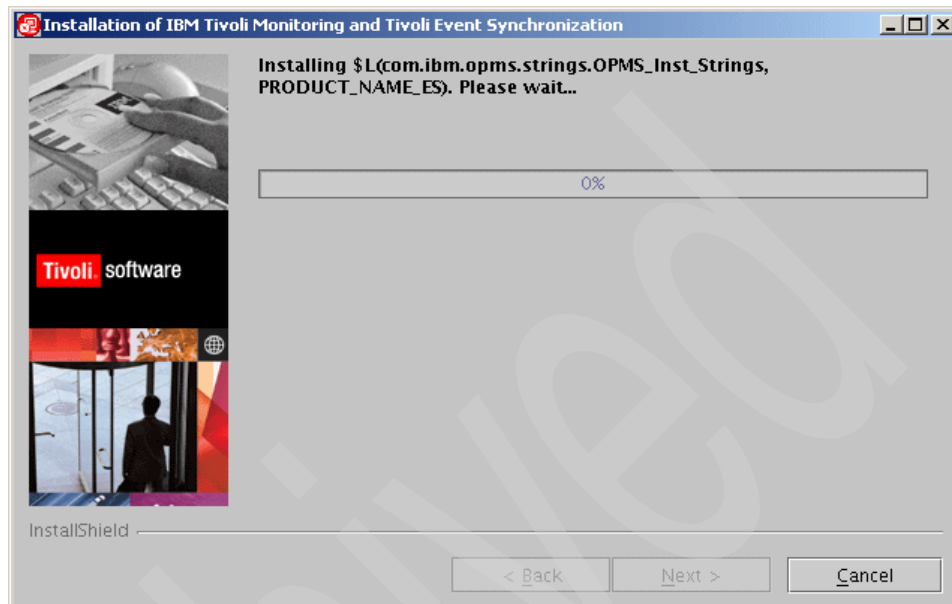 Installation of IBM Tivoli Monitoring and Tivoli Event Synchronization
Installing $L(com.ibm.opms.strings.OPMS_Inst_Strings,
PRODUCT_NAME_ES). Please wait...
0%
Tivoli. software
InstallShield
< Back
Next >
Cancel